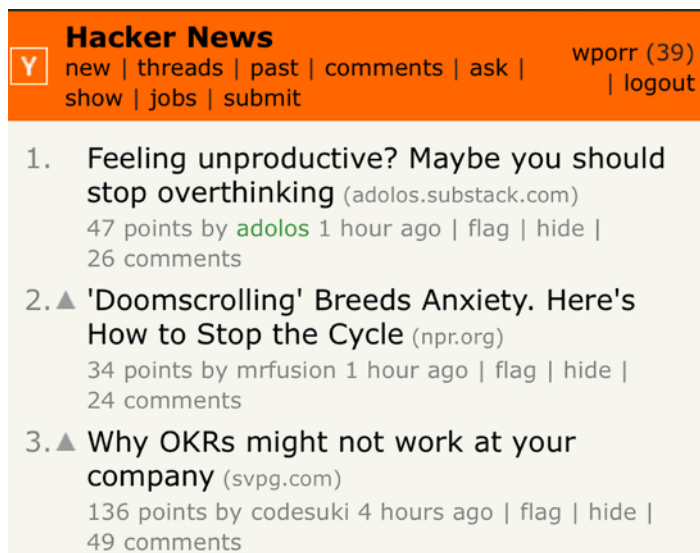 Y
Hacker News
new | threads | past | comments | ask |
show | jobs | submit
wporr (39)
| logout
1. Feeling unproductive? Maybe you should
stop overthinking (adolos.substack.com)
47 points by adolos 1 hour ago | flag | hide |
26 comments
2. 'Doomscrolling' Breeds Anxiety. Here's
How to Stop the Cycle (npr.org)
34 points by mrfusion 1 hour ago | flag | hide |
24 comments
3. Why OKRs might not work at your
company (svpg.com)
136 points by codesuki 4 hours ago | flag | hide |
49 comments